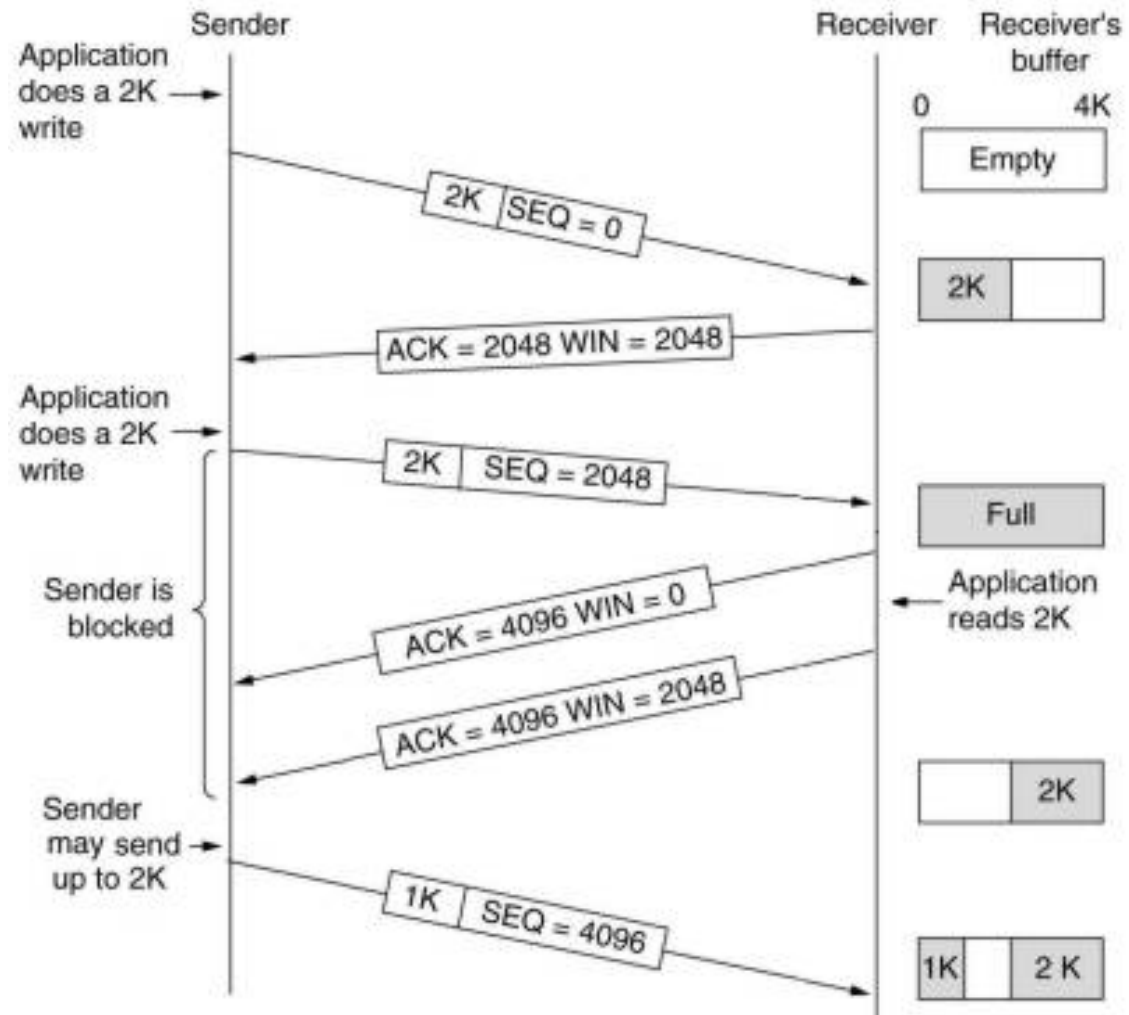 Sender
Receiver
Receiver's
buffer
Application
does a 2K
write
0
4K
Empty
2K
SEQ = 0
2K
ACK = 2048 WIN = 2048
Application
does a 2K
write
2K
SEQ = 2048
Full
Sender is
blocked
Application
reads 2K
ACK = 4096 WIN = 0
ACK = 4096 WIN = 2048
2K
Sender
may send
up to 2K
1K
SEQ = 4096
1K
2 K